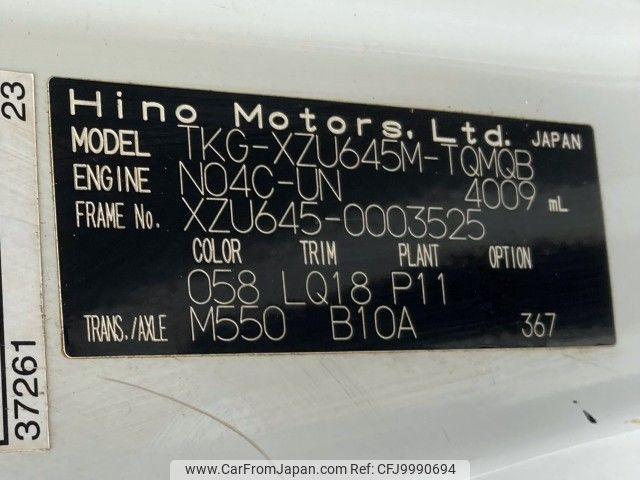 Hino Motors, Ltd. JAPAN
MODEL TKG-XZU645M-TQMQB
ENGINE N04C-UN 4009 mL
FRAME No. XZU645-0003525
COLOR TRIM PLANT OPTION
058 LQ18 P11
TRANS./AXLE M550 B10A 367
23
37261
www.CarFromJapan.com | CFJ9990694